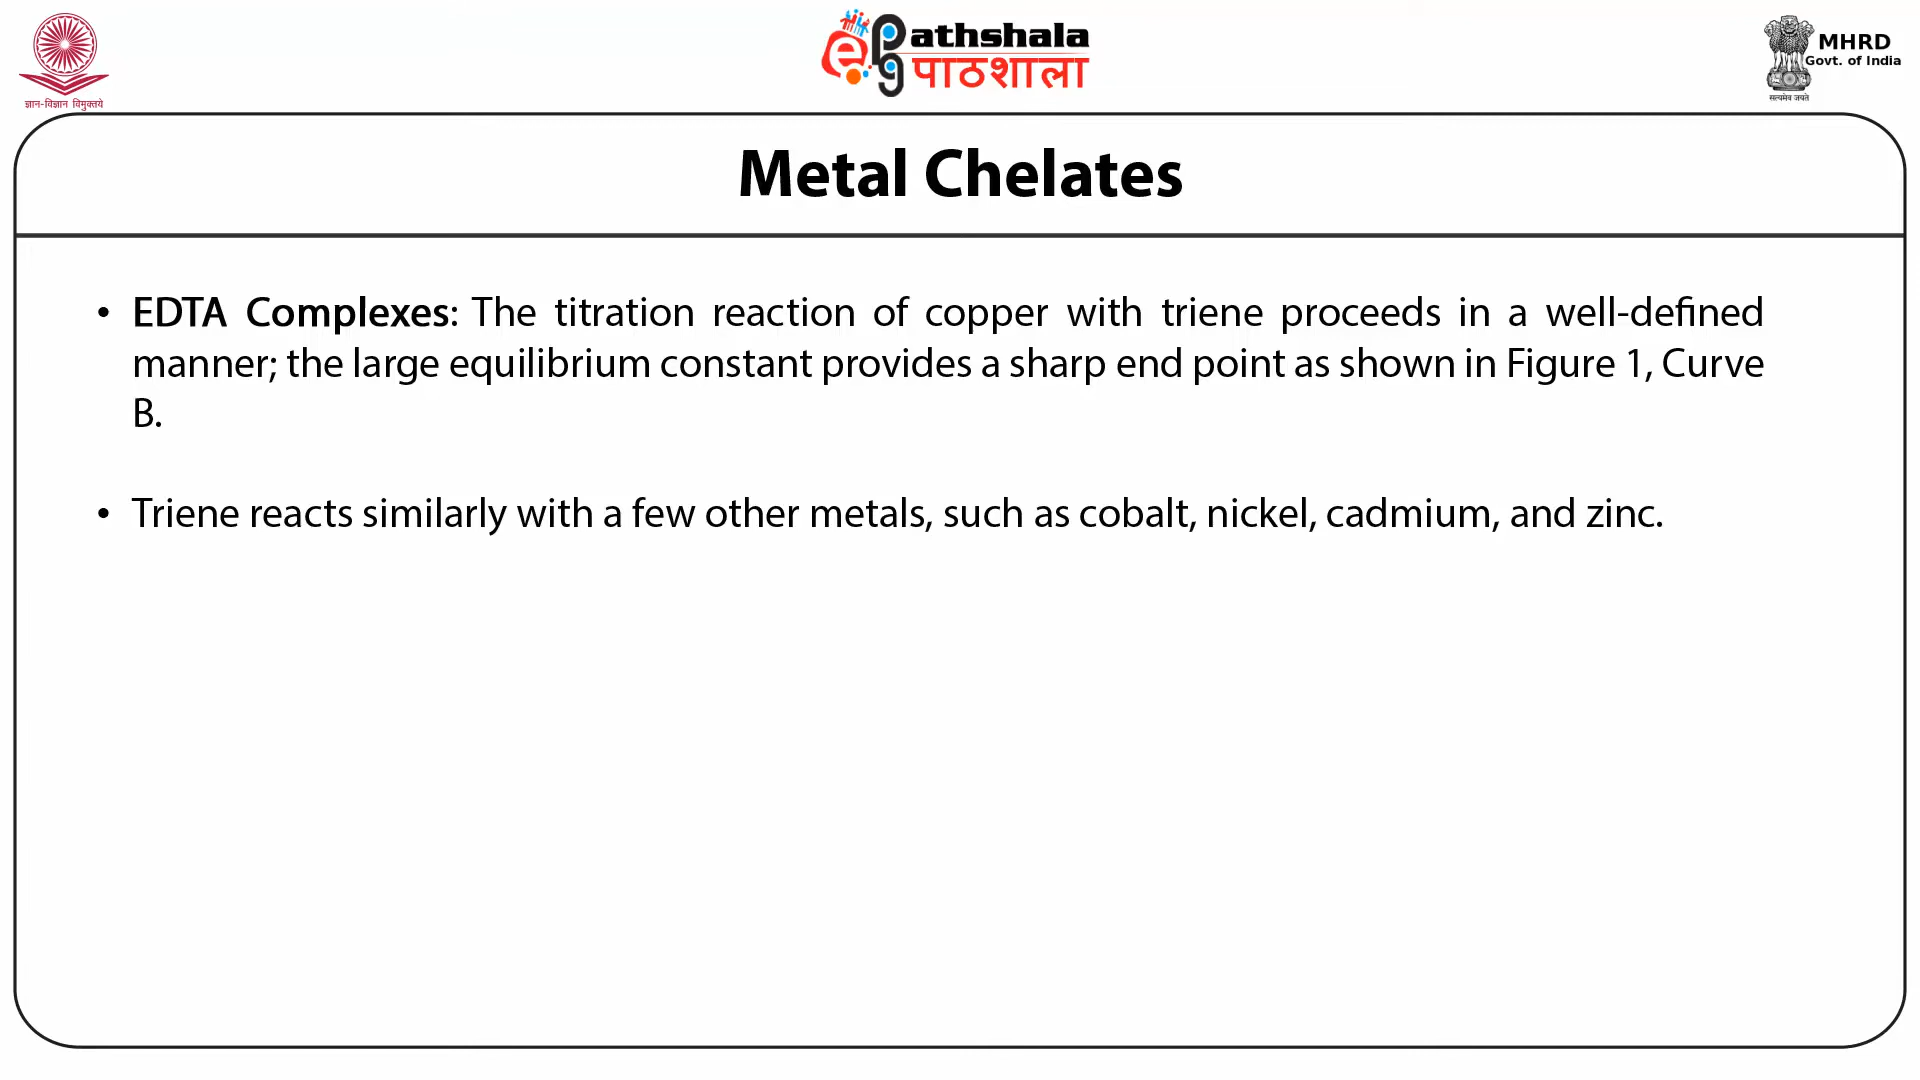 ज्ञान-विज्ञान विमुक्तये
ePathshala
पाठशाला
MHRD
Govt. of India
सत्यमेव जयते
Metal Chelates
• EDTA Complexes: The titration reaction of copper with triene proceeds in a well-defined
manner; the large equilibrium constant provides a sharp end point as shown in Figure 1, Curve
B.
• Triene reacts similarly with a few other metals, such as cobalt, nickel, cadmium, and zinc.